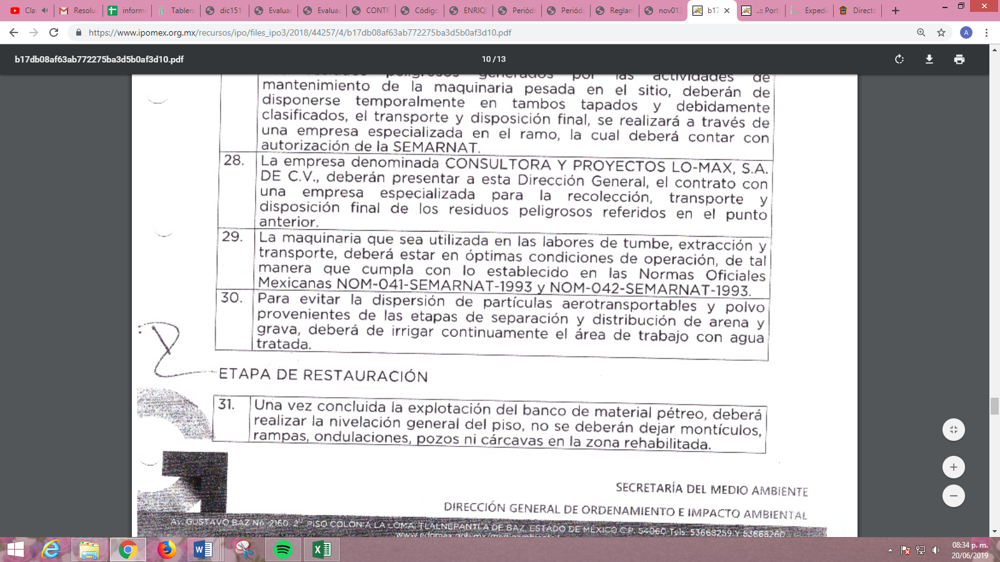 Cla
Resolu
inform
Tablero
dic151
Evaluac
Evaluac
CONTR
Código
ENRIQU
Periódi
Periódi
Reglam
nov013
b17
..:: Port
Expedi
Directo
https://www.ipomex.org.mx/recursos/ipo/files_ipo3/2018/44257/4/b17db08af63ab772275ba3d5b0af3d10.pdf
A
b17db08af63ab772275ba3d5b0af3d10.pdf
10 / 13
residuos peligrosos generados por las actividades de
mantenimiento de la maquinaria pesada en el sitio, deberán de
disponerse temporalmente en tambos tapados y debidamente
clasificados, el transporte y disposición final, se realizará a través de
una empresa especializada en el ramo, la cual deberá contar con
autorización de la SEMARNAT.
28. La empresa denominada CONSULTORA Y PROYECTOS LO-MAX, S.A.
DE C.V., deberán presentar a esta Dirección General, el contrato con
una empresa especializada para la recolección, transporte y
disposición final de los residuos peligrosos referidos en el punto
anterior.
29. La maquinaria que sea utilizada en las labores de tumbe, extracción y
transporte, deberá estar en óptimas condiciones de operación, de tal
manera que cumpla con lo establecido en las Normas Oficiales
Mexicanas NOM-041-SEMARNAT-1993 y NOM-042-SEMARNAT-1993.
30. Para evitar la dispersión de partículas aerotransportables y polvo
provenientes de las etapas de separación y distribución de arena y
grava, deberá de irrigar continuamente el área de trabajo con agua
tratada.
ETAPA DE RESTAURACIÓN
31. Una vez concluida la explotación del banco de material pétreo, deberá
realizar la nivelación general del piso, no se deberán dejar montículos,
rampas, ondulaciones, pozos ni cárcavas en la zona rehabilitada.
SECRETARÍA DEL MEDIO AMBIENTE
DIRECCIÓN GENERAL DE ORDENAMIENTO E IMPACTO AMBIENTAL
AV. GUSTAVO BAZ No. 2160, 2° PISO COLONIA LA LOMA, TLALNEPANTLA DE BAZ, ESTADO DE MÉXICO C.P. 54060 Tels. 53668259 Y 53668260
08:34 p. m.
20/06/2019